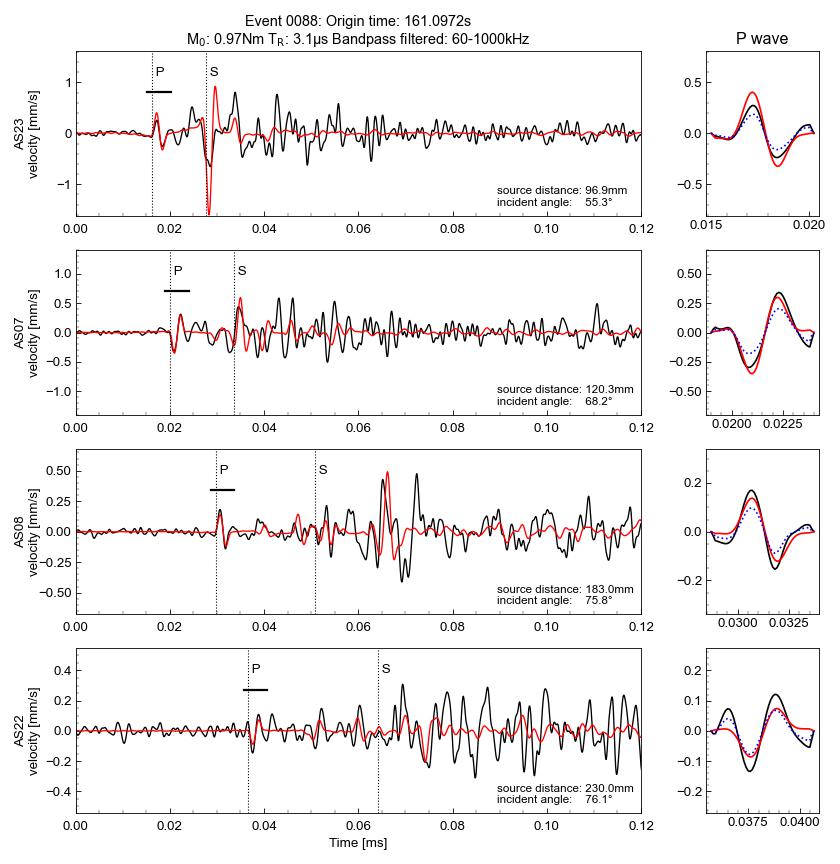 Event 0088: Origin time: 161.0972s
M₀: 0.97Nm T_R: 3.1μs Bandpass filtered: 60-1000kHz
P wave
AS23
velocity [mm/s]
1
0
−1
P
S
source distance: 96.9mm
incident angle: 55.3°
0.00 0.02 0.04 0.06 0.08 0.10 0.12
0.5
0.0
−0.5
0.015 0.020
AS07
velocity [mm/s]
1.0
0.5
0.0
−0.5
−1.0
P
S
source distance: 120.3mm
incident angle: 68.2°
0.00 0.02 0.04 0.06 0.08 0.10 0.12
0.50
0.25
0.00
−0.25
−0.50
0.0200 0.0225
AS08
velocity [mm/s]
0.50
0.25
0.00
−0.25
−0.50
P
S
source distance: 183.0mm
incident angle: 75.8°
0.00 0.02 0.04 0.06 0.08 0.10 0.12
0.2
0.0
−0.2
0.0300 0.0325
AS22
velocity [mm/s]
0.4
0.2
0.0
−0.2
−0.4
P
S
source distance: 230.0mm
incident angle: 76.1°
0.00 0.02 0.04 0.06 0.08 0.10 0.12
Time [ms]
0.2
0.1
0.0
−0.1
−0.2
0.0375 0.0400